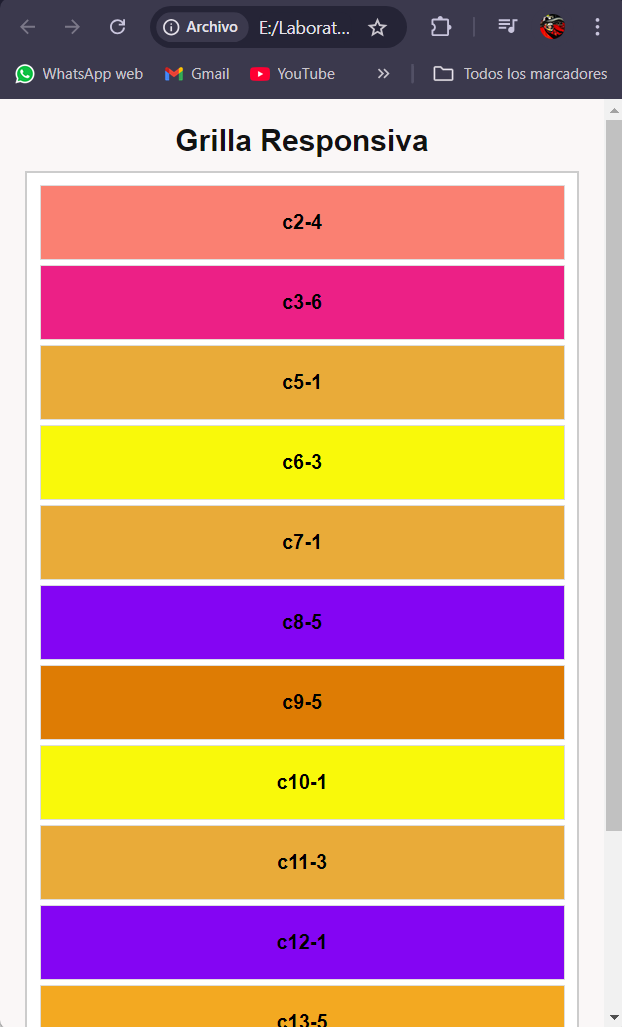 Archivo E:/Laborat...
WhatsApp web Gmail YouTube » Todos los marcadores
Grilla Responsiva
c2-4
c3-6
c5-1
c6-3
c7-1
c8-5
c9-5
c10-1
c11-3
c12-1
c13-5